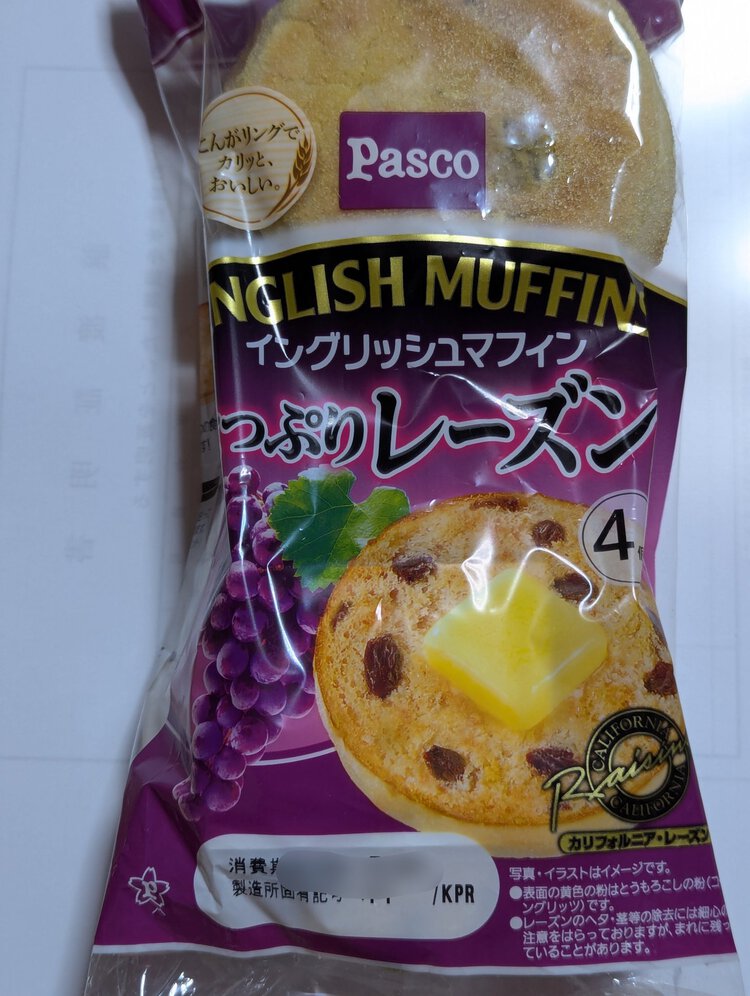 こんがリングで
カリッと、
おいしい。
Pasco
NGLISH MUFFIN
イングリッシュマフイン
っぷりレーズン
4
CALIFORNIA
Raisin
CALIFORNIA
カリフォルニア・レーズン
消費
製造所固有記
/KPR
写真・イラストはイメージです。
●表面の黄色の粉はとうもろこしの粉(コ
ングリッツ)です。
●レーズンのヘタ・茎等の除去には細心の
注意をはらっておりますが、まれに残っ
ていることがあります。